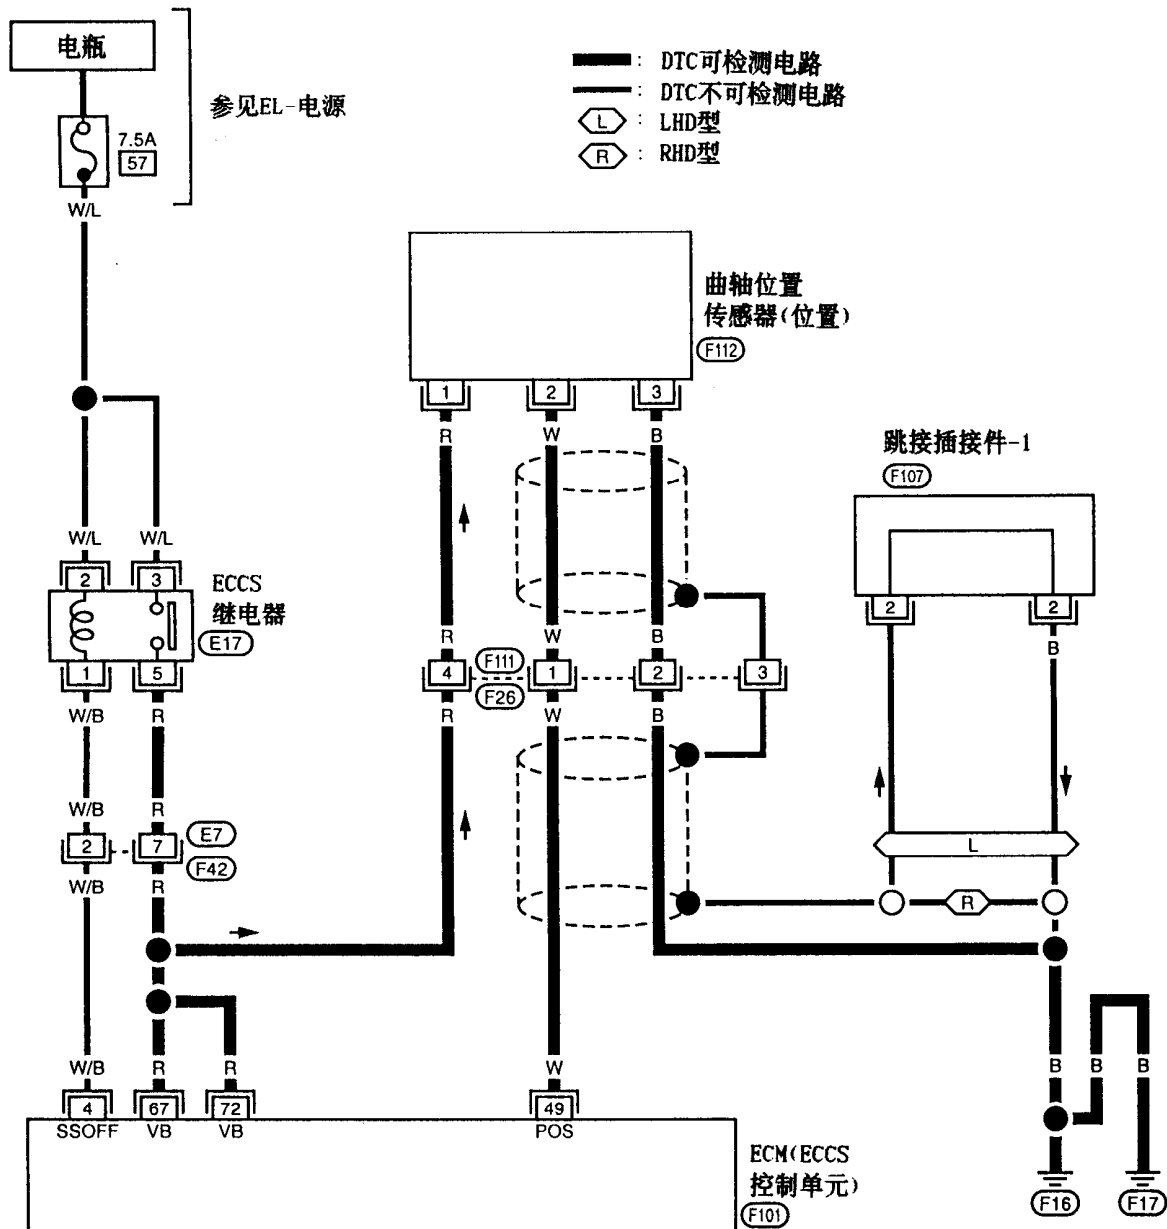 电瓶
参见EL-电源
7.5A
57
W/L
: DTC可检测电路
: DTC不可检测电路
L : LHD型
R : RHD型
曲轴位置
传感器(位置)
F112
1 2 3
R W B
跳接插接件-1
F107
2 2
B
W/L W/L
2 3
ECCS
继电器
E17
1 5
W/B R
R W B
4 F111 1 2 3
F26
R W B
W/B R
2 7 E7
F42
W/B R
L
R
W/B R R W
4 67 72 49
SSOFF VB VB POS
B B B
ECM(ECCS
控制单元)
F101
F16 F17